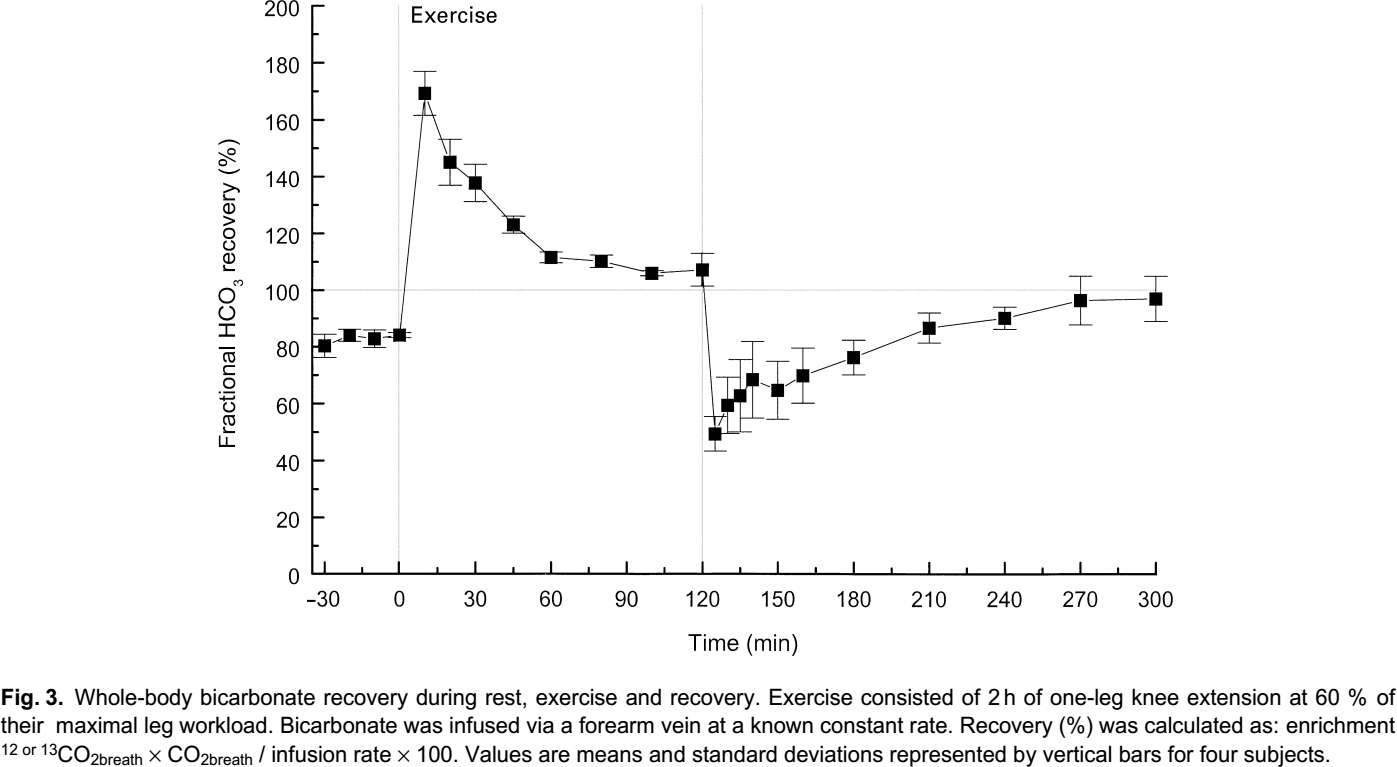 Exercise
200
180
160
140
120
100
80
60
40
20
0
Fractional HCO3 recovery (%)
–30 0 30 60 90 120 150 180 210 240 270 300
Time (min)
Fig. 3. Whole-body bicarbonate recovery during rest, exercise and recovery. Exercise consisted of 2 h of one-leg knee extension at 60 % of
their maximal leg workload. Bicarbonate was infused via a forearm vein at a known constant rate. Recovery (%) was calculated as: enrichment
12 or 13CO2breath × CO2breath / infusion rate × 100. Values are means and standard deviations represented by vertical bars for four subjects.